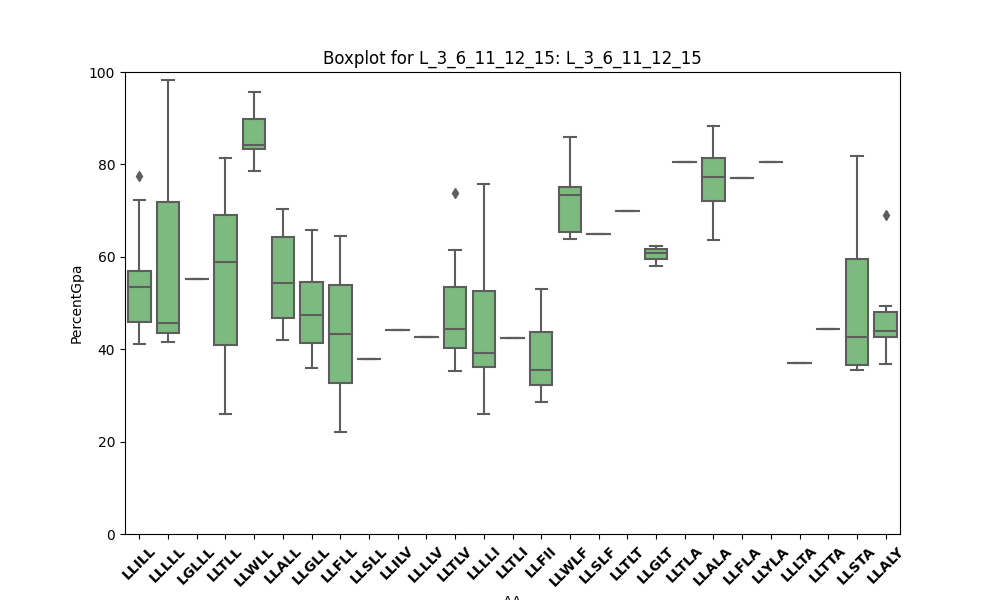 Boxplot for L_3_6_11_12_15: L_3_6_11_12_15
100
80
60
40
20
0
PercentGpa
LLILL
LLLLL
LGLLL
LLTLL
LLWLL
LLALL
LLGLL
LLFLL
LLSLL
LLILV
LLLLV
LLTLV
LLLLI
LLTLI
LLFII
LLWLF
LLSLF
LLTLT
LLGLT
LLTLA
LLALA
LLFLA
LLYLA
LLLTA
LLTTA
LLSTA
LLALY
AA